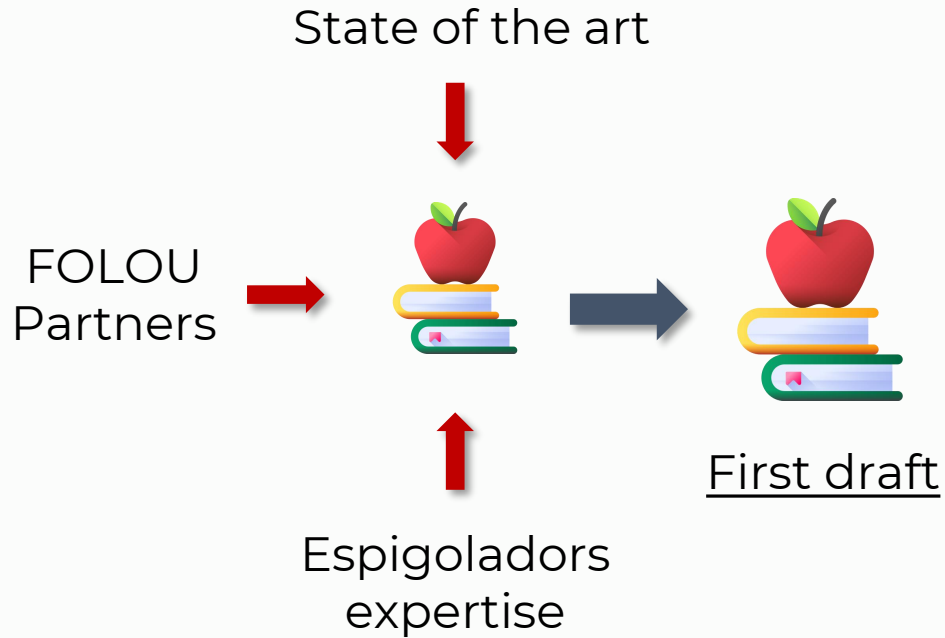 State of the art
FOLOU
Partners
First draft
Espigoladors
expertise